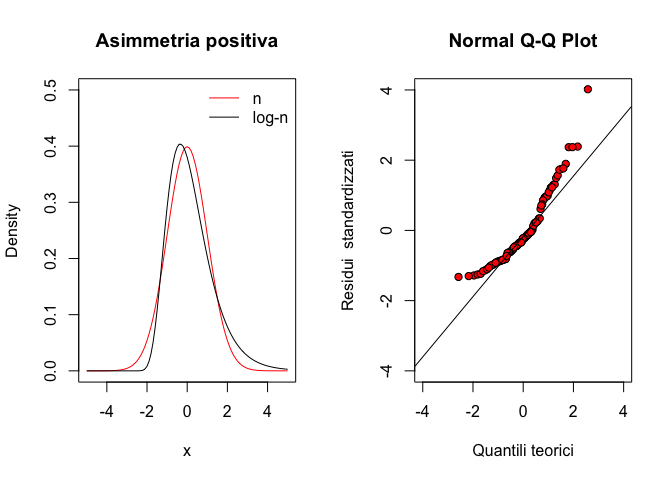 Asimmetria positiva
Density
0.0 0.1 0.2 0.3 0.4 0.5
n
log-n
-4 -2 0 2 4
x
Normal Q-Q Plot
Residui standardizzati
-4 -2 0 2 4
-4 -2 0 2 4
Quantili teorici